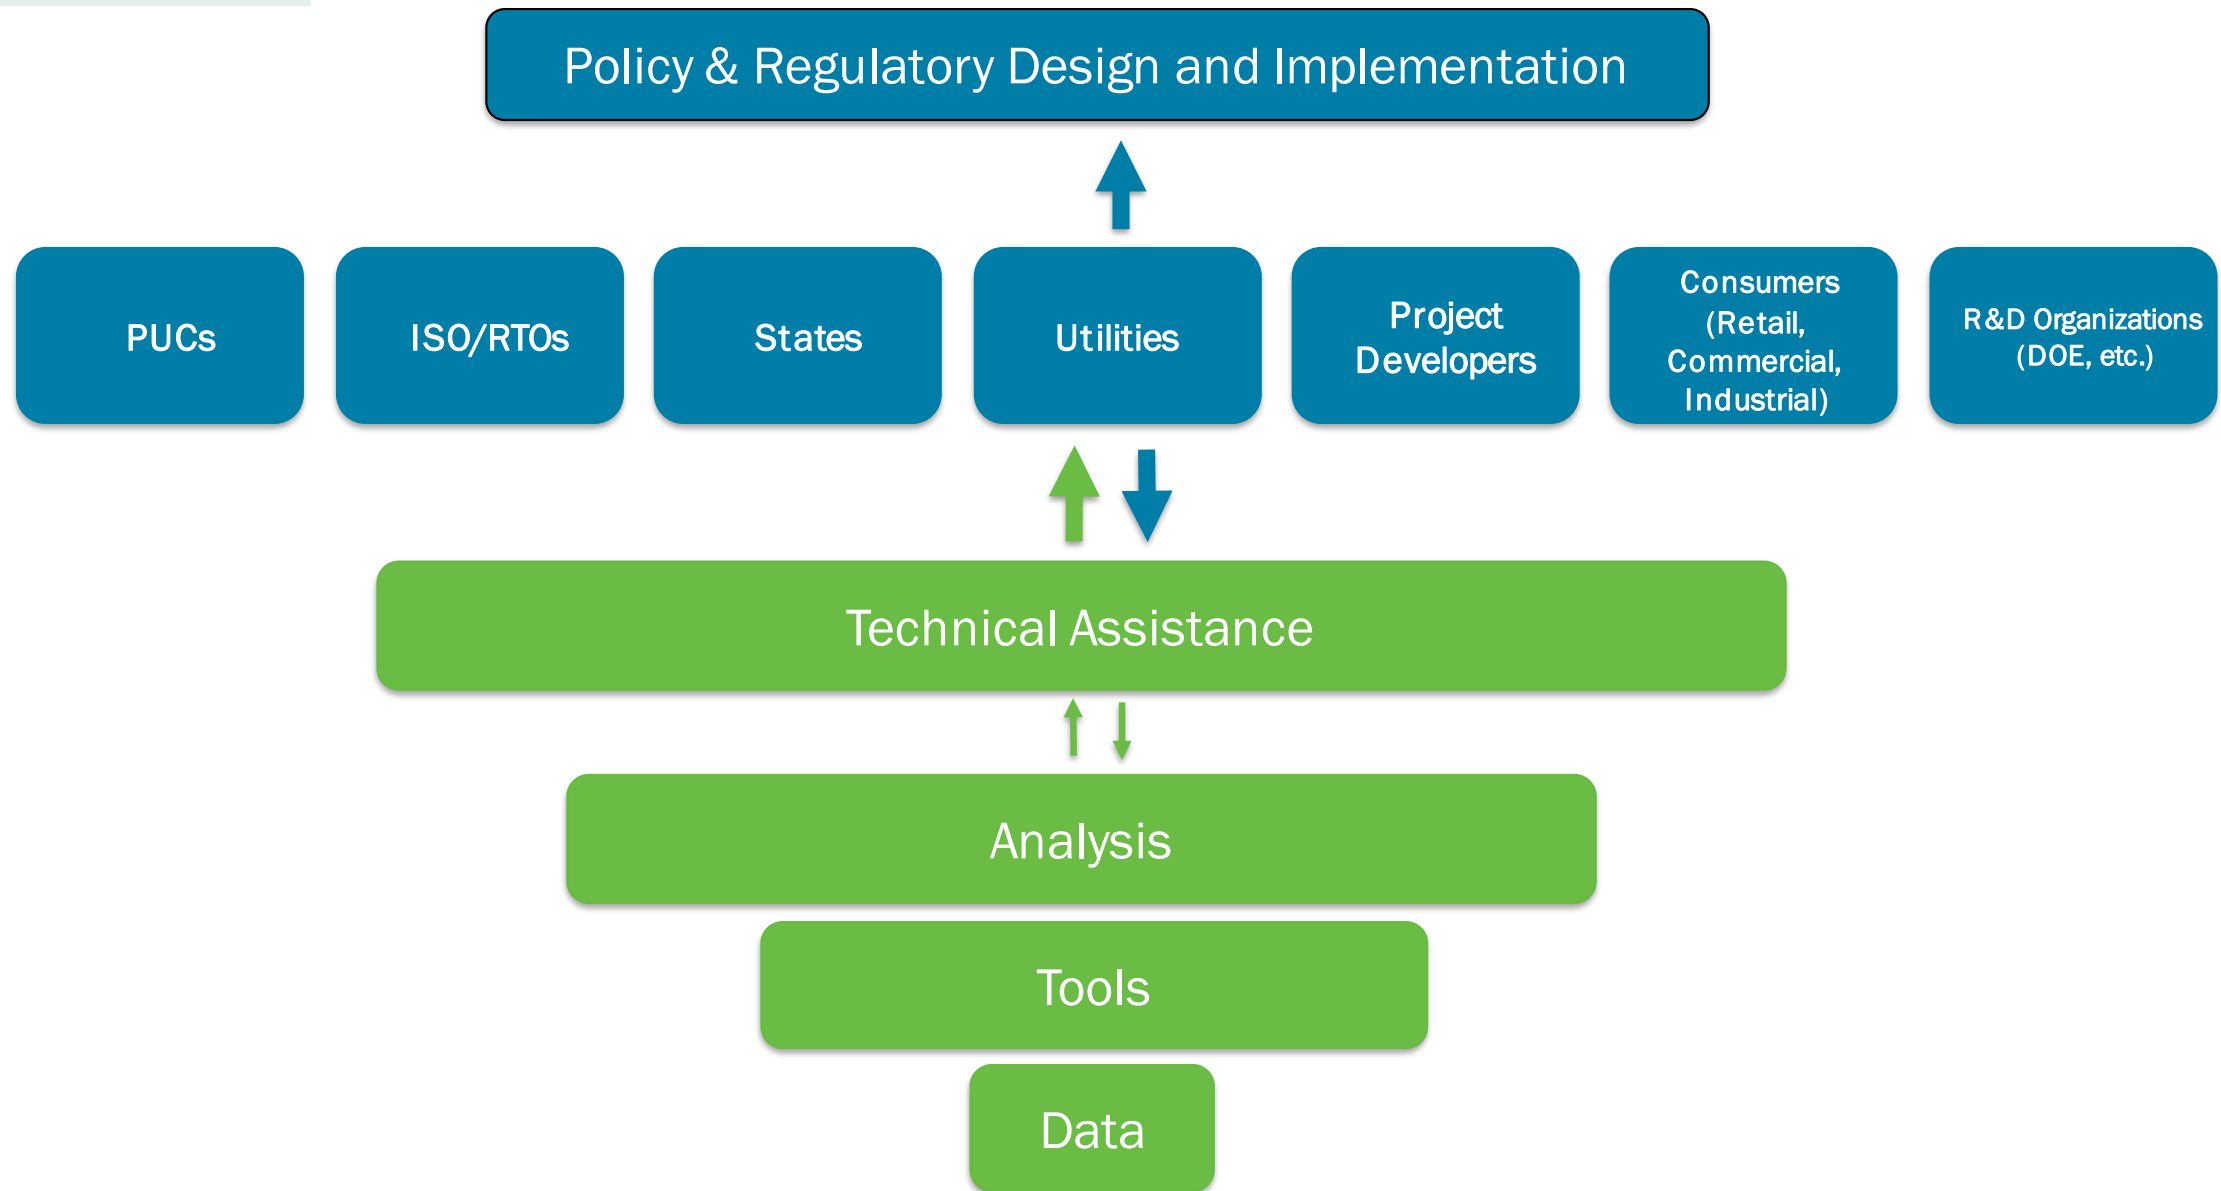 Policy & Regulatory Design and Implementation
PUCs
ISO/RTOs
States
Utilities
Project
Developers
Consumers
(Retail,
Commercial,
Industrial)
R&D Organizations
(DOE, etc.)
Technical Assistance
Analysis
Tools
Data